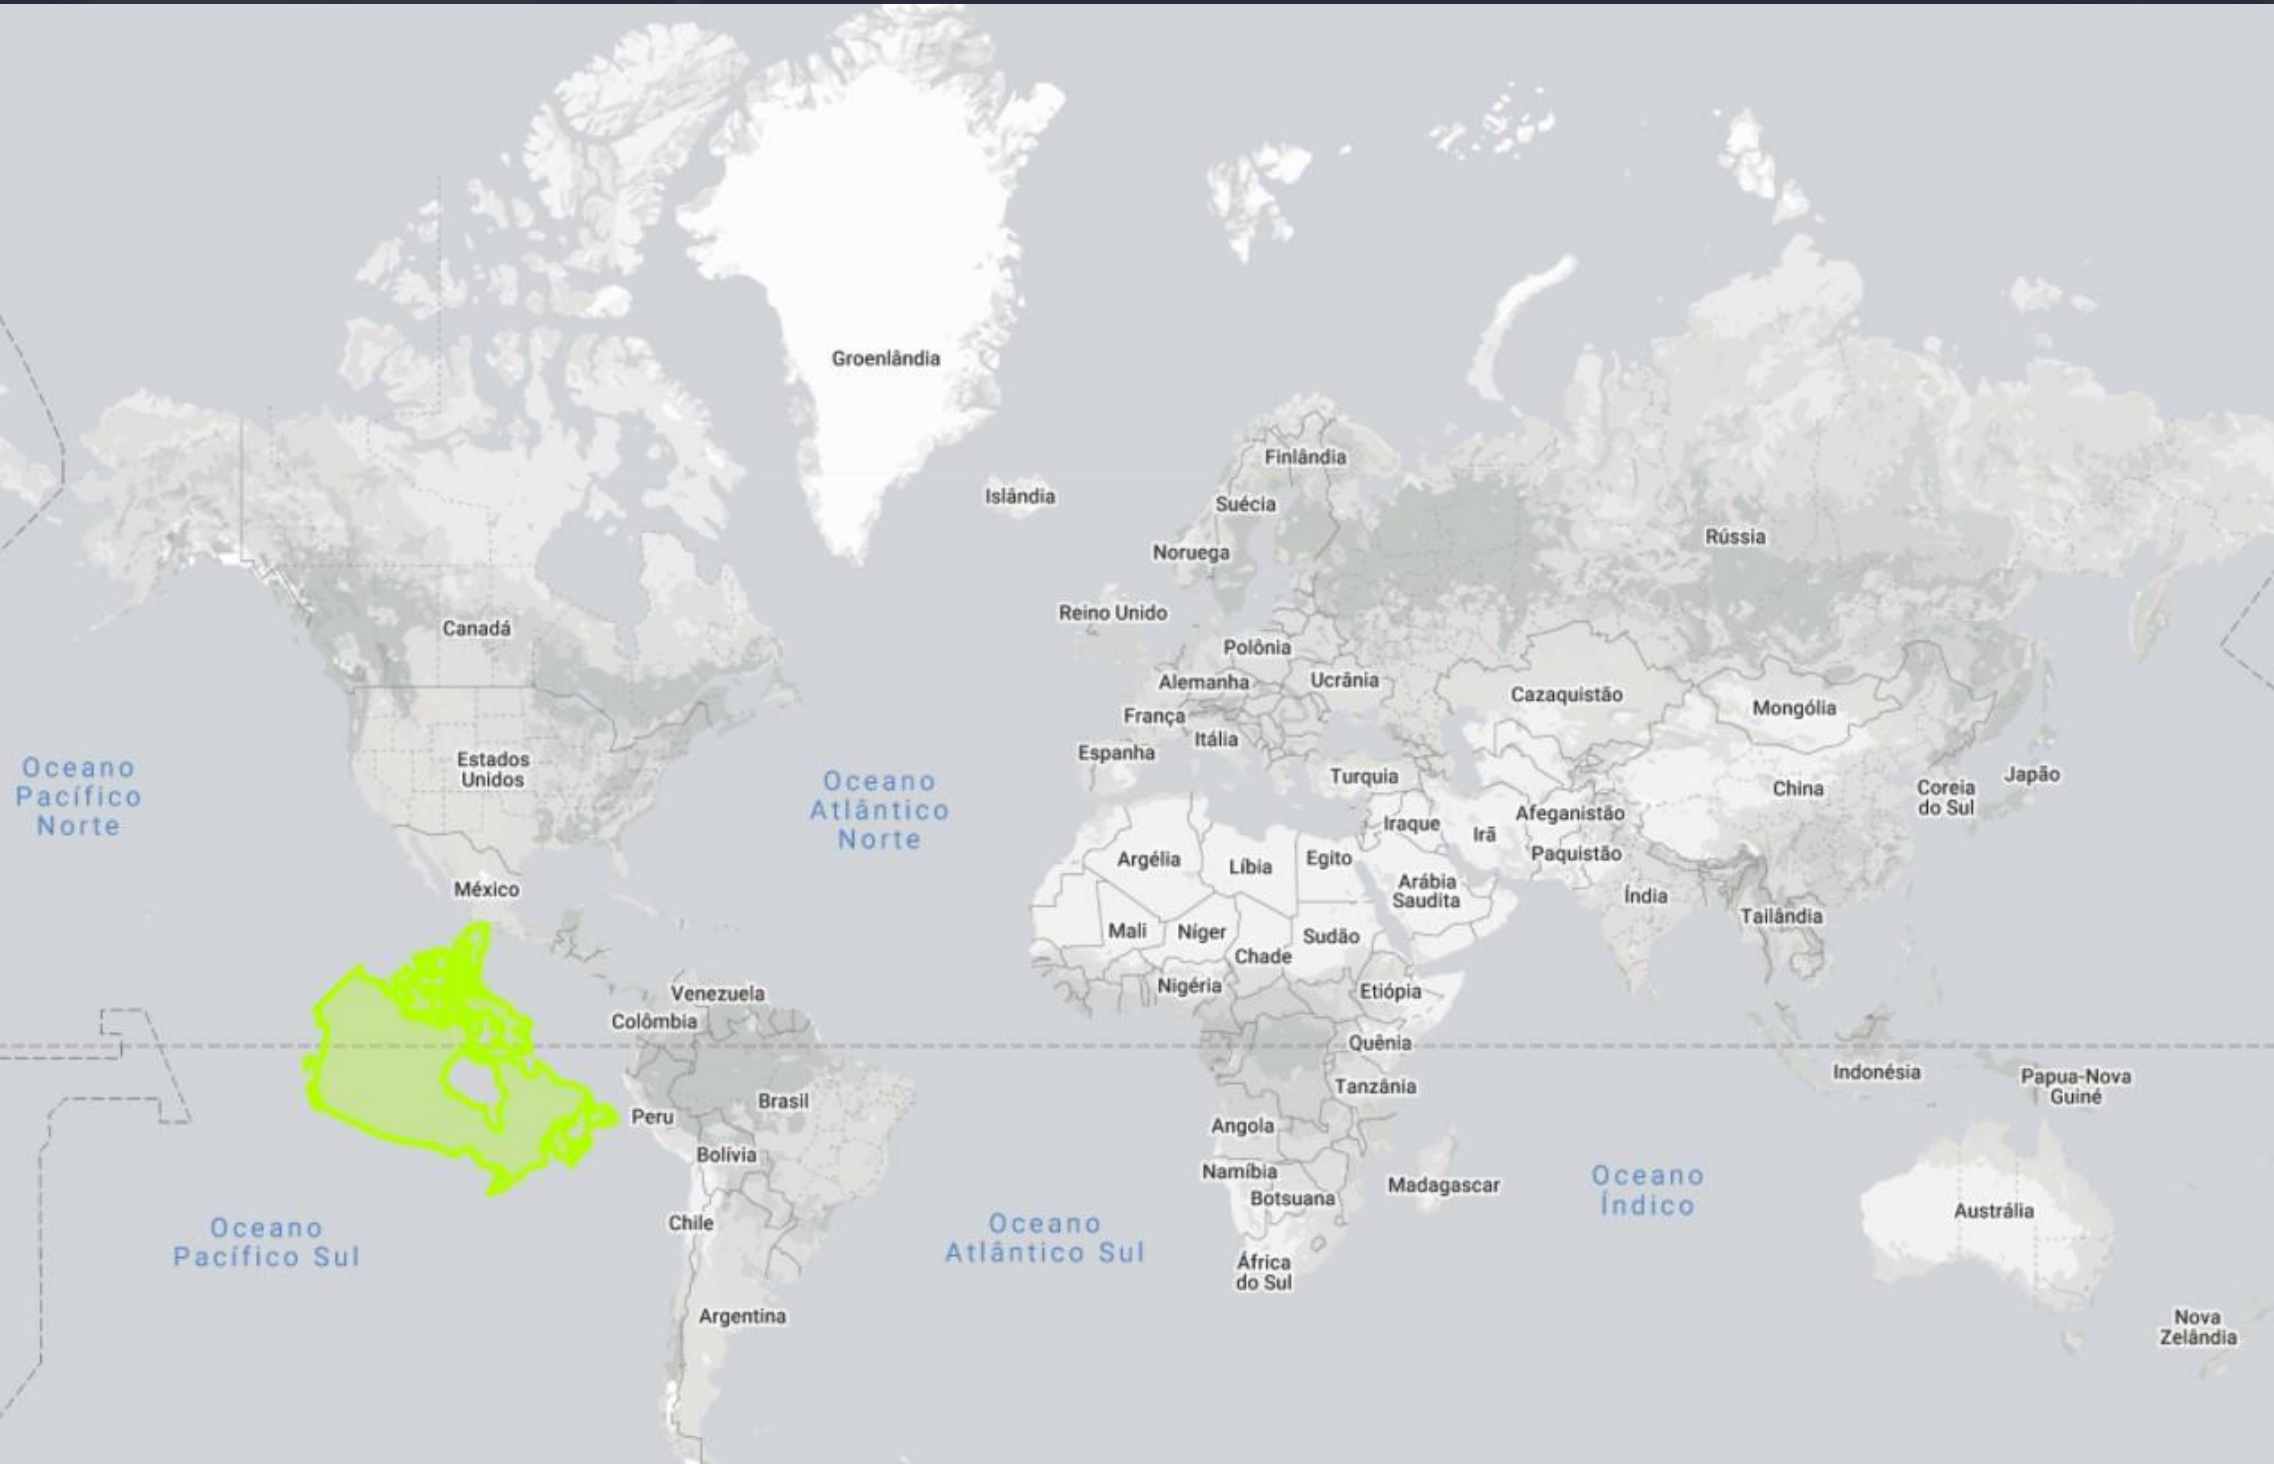 Groenlândia
Finlândia
Islândia
Suécia
Rússia
Noruega
Reino Unido
Canadá
Polônia
Alemanha
Ucrânia
Cazaquistão
Mongólia
França
Itália
Espanha
Estados
Unidos
Turquia
China
Coreia
do Sul
Japão
Oceano
Pacífico
Norte
Oceano
Atlântico
Norte
Iraque
Irã
Afeganistão
Paquistão
Argélia
Líbia
Egito
Arábia
Saudita
Índia
México
Tailândia
Mali
Níger
Chade
Sudão
Nigéria
Etiópia
Venezuela
Colômbia
Quênia
Indonésia
Papua-Nova
Guiné
Tanzânia
Brasil
Peru
Angola
Bolívia
Namíbia
Botsuana
Madagascar
Oceano
Índico
Austrália
Chile
Oceano
Pacífico Sul
Oceano
Atlântico Sul
África
do Sul
Argentina
Nova
Zelândia